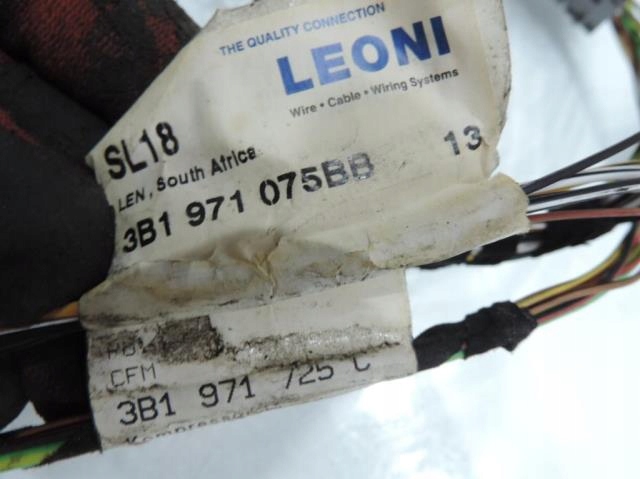 THE QUALITY CONNECTION
LEONI
Wire • Cable • Wiring Systems
SL18
LEN, South Africa
3B1 971 075BB 13
CFM
3B1 971 725 C